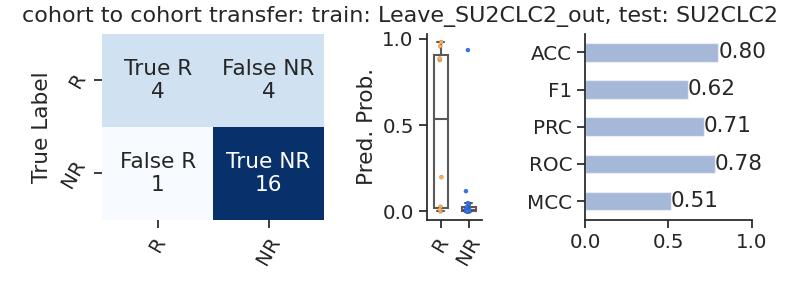 cohort to cohort transfer: train: Leave_SU2CLC2_out, test: SU2CLC2
True Label
R
NR
True R
4
False NR
4
False R
1
True NR
16
R
NR
Pred. Prob.
1.0
0.5
0.0
R
NR
ACC
0.80
F1
0.62
PRC
0.71
ROC
0.78
MCC
0.51
0.0
0.5
1.0